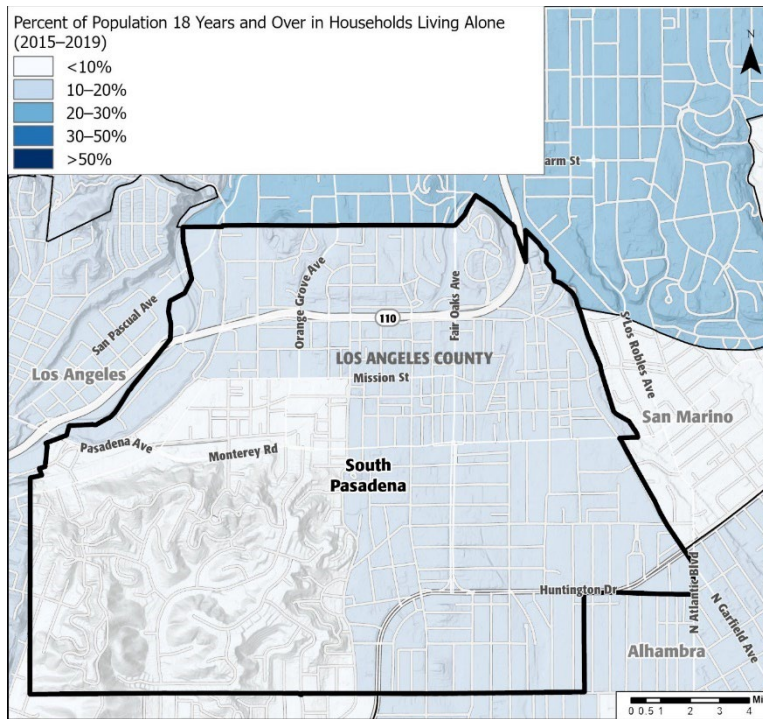 Percent of Population 18 Years and Over in Households Living Alone
(2015–2019)
<10%
10–20%
20–30%
30–50%
>50%
N
arm St
Orange Grove Ave
Fair Oaks Ave
San Pascual Ave
110
S Los Robles Ave
LOS ANGELES COUNTY
Los Angeles
Mission St
San Marino
Pasadena Ave
Monterey Rd
South
Pasadena
Huntington Dr
N Atlantic Blvd
N Garfield Ave
Alhambra
Mi
0 0.5 1 2 3 4